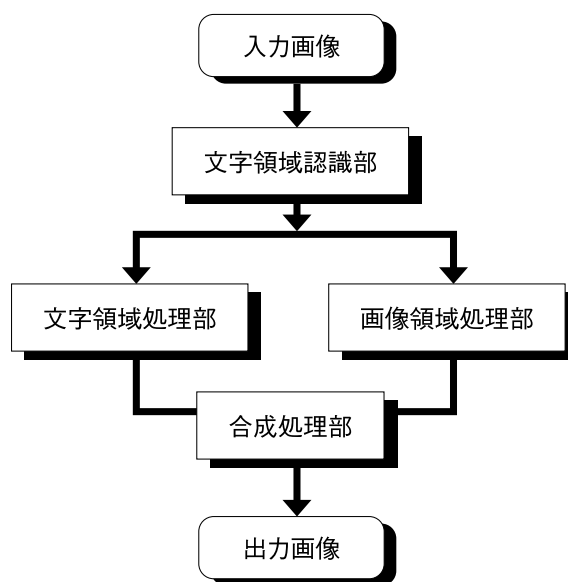 入力画像
文字領域認識部
文字領域処理部
画像領域処理部
合成処理部
出力画像